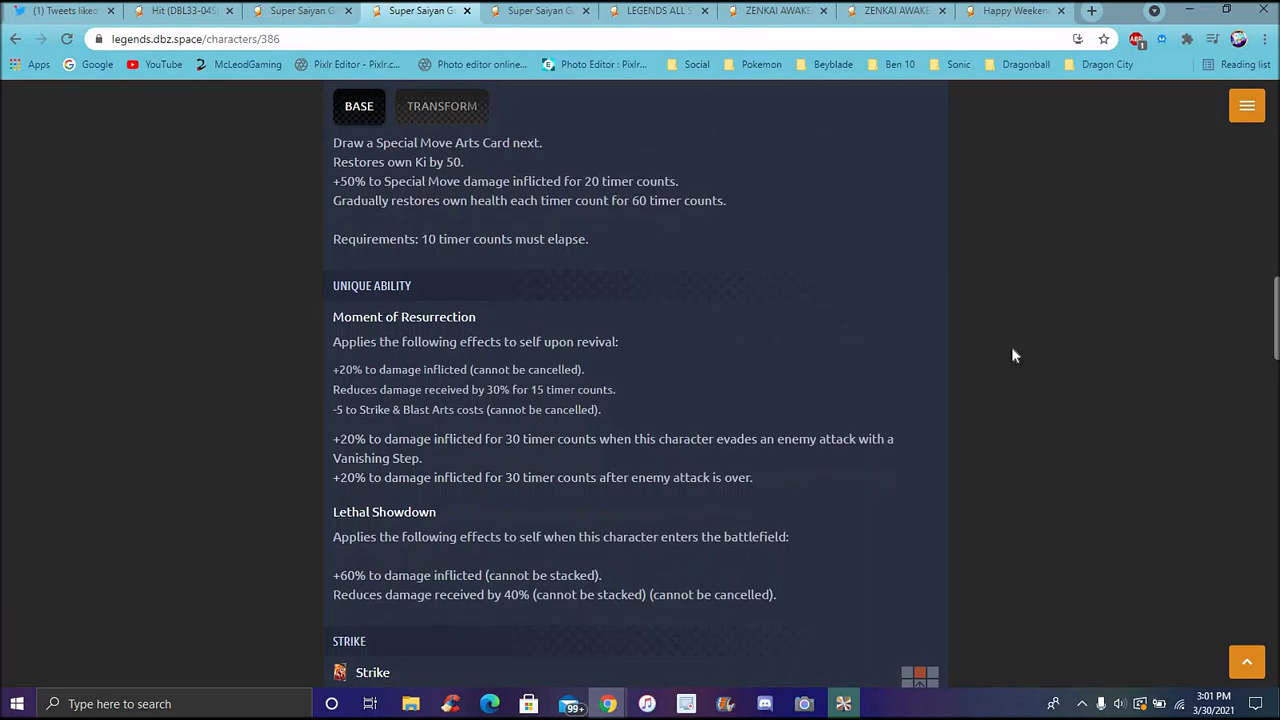 (1) Tweets liked
Hit (DBL33-04S
Super Saiyan G
Super Saiyan Go
Super Saiyan G
LEGENDS ALL S
ZENKAI AWAKE
ZENKAI AWAKE
Happy Weeken
legends.dbz.space/characters/386
Apps
Google
YouTube
McLeodGaming
Pixlr Editor - Pixlr.c...
Photo editor online...
Photo Editor : Pixlr...
Social
Pokemon
Beyblade
Ben 10
Sonic
Dragonball
Dragon City
Reading list
BASE
TRANSFORM
Draw a Special Move Arts Card next.
Restores own Ki by 50.
+50% to Special Move damage inflicted for 20 timer counts.
Gradually restores own health each timer count for 60 timer counts.
Requirements: 10 timer counts must elapse.
UNIQUE ABILITY
Moment of Resurrection
Applies the following effects to self upon revival:
+20% to damage inflicted (cannot be cancelled).
Reduces damage received by 30% for 15 timer counts.
-5 to Strike & Blast Arts costs (cannot be cancelled).
+20% to damage inflicted for 30 timer counts when this character evades an enemy attack with a
Vanishing Step.
+20% to damage inflicted for 30 timer counts after enemy attack is over.
Lethal Showdown
Applies the following effects to self when this character enters the battlefield:
+60% to damage inflicted (cannot be stacked).
Reduces damage received by 40% (cannot be stacked) (cannot be cancelled).
STRIKE
Strike
Type here to search
99+
3:01 PM
3/30/2021